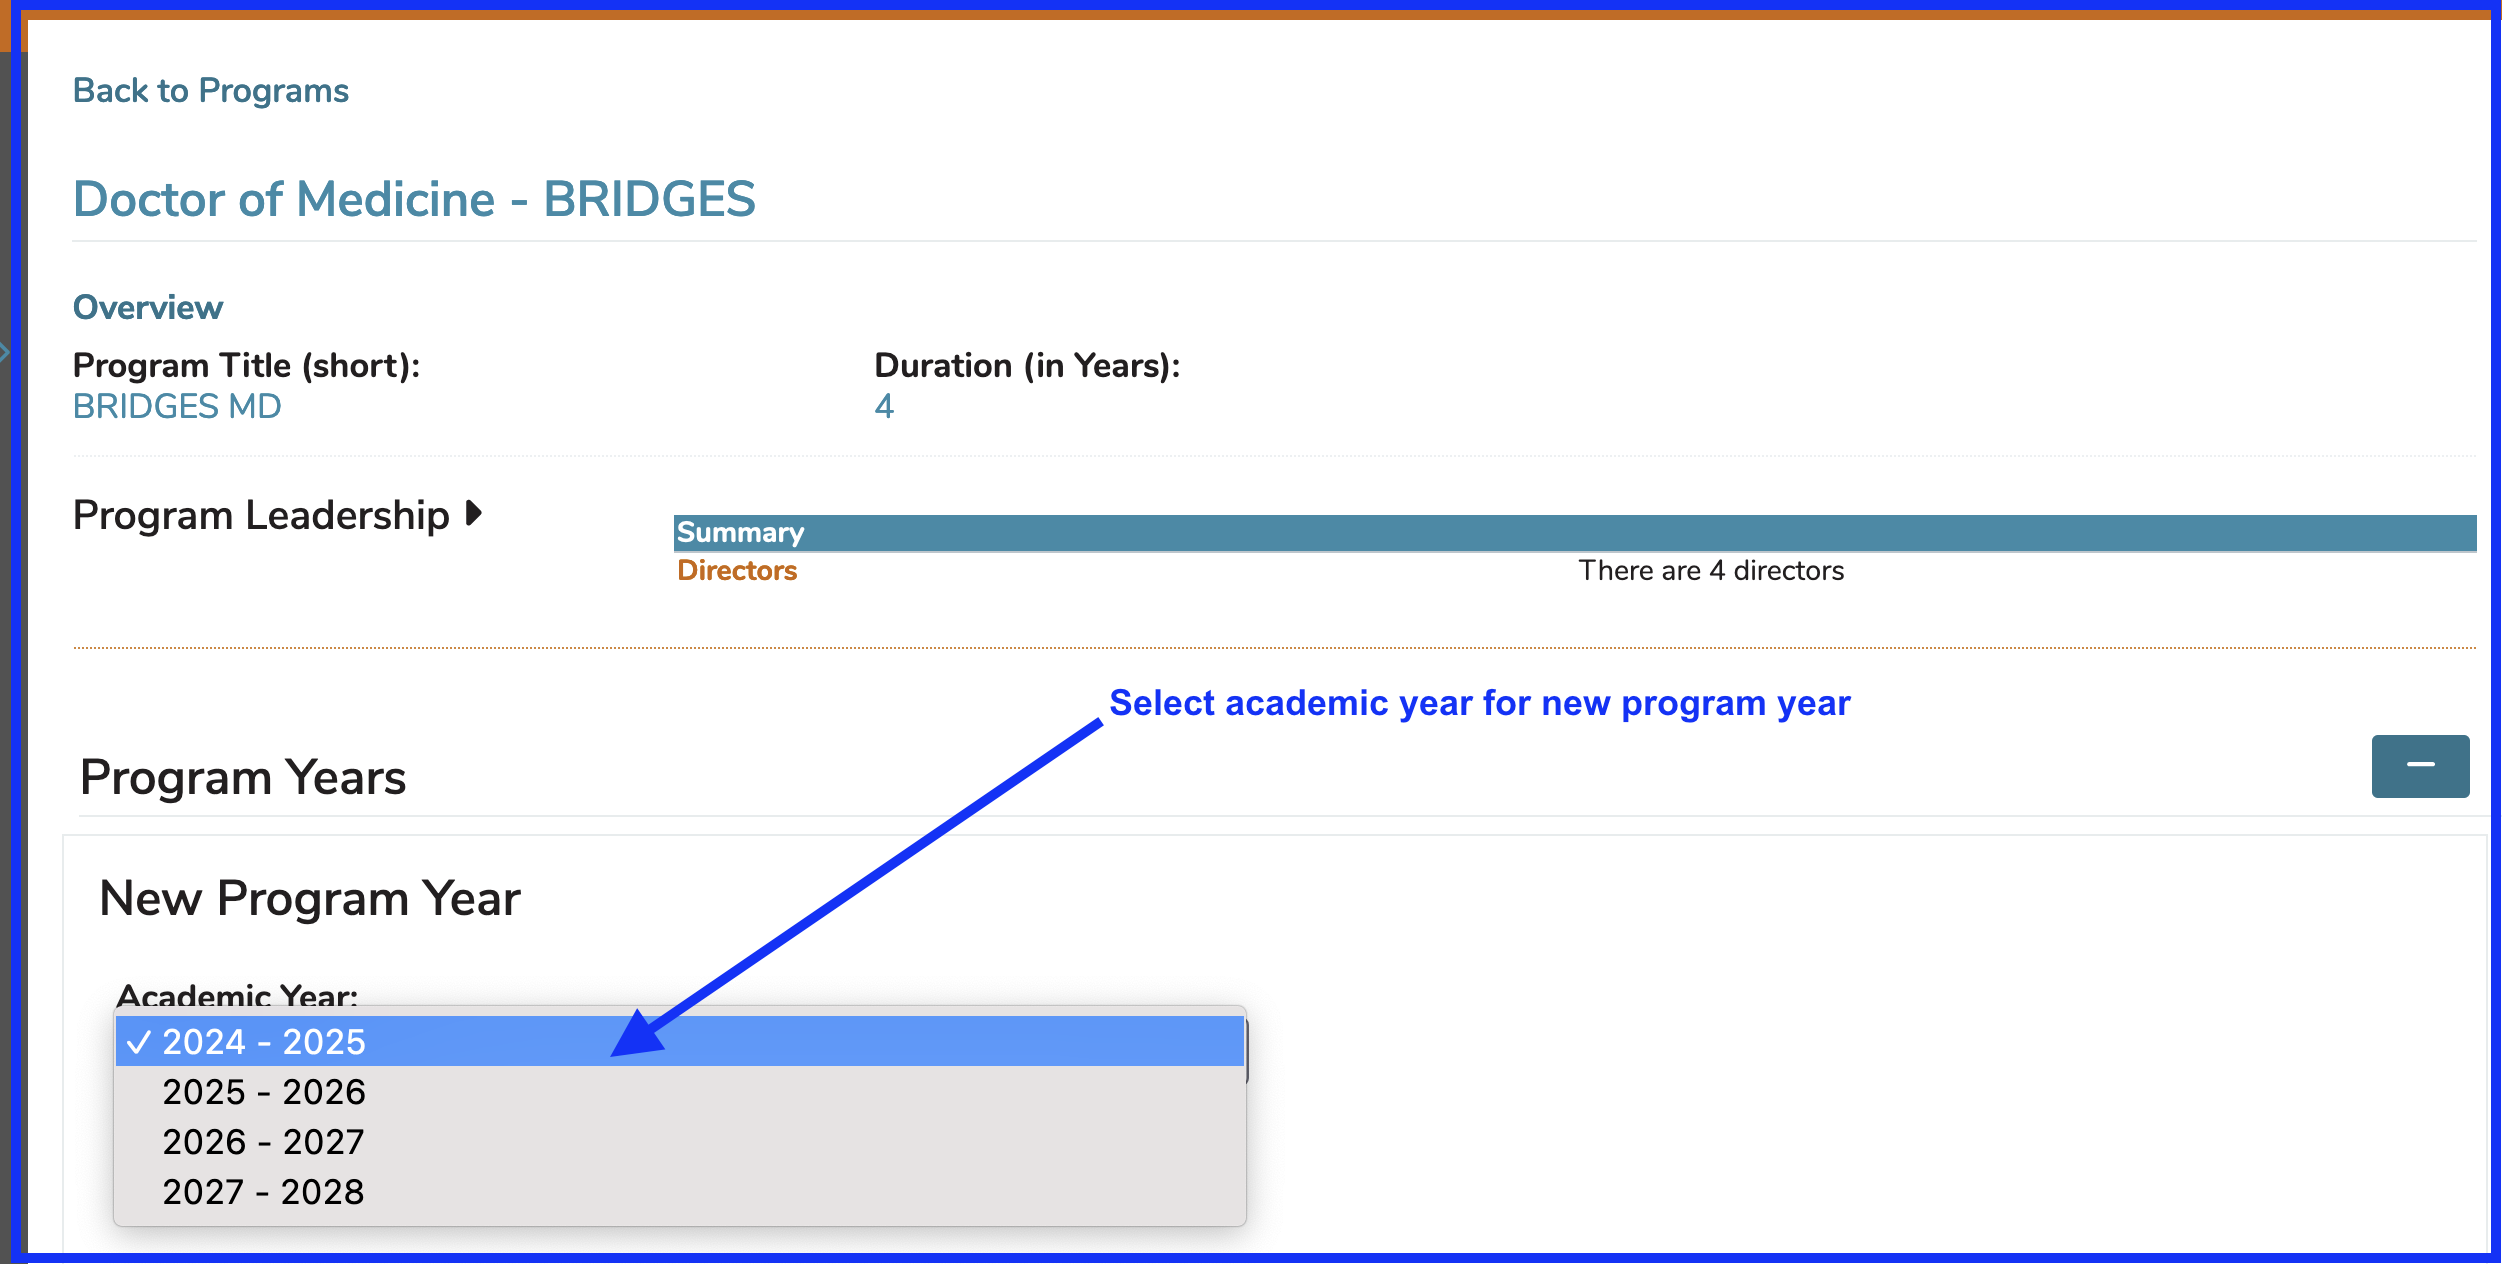 Back to Programs
Doctor of Medicine - BRIDGES
Overview
Program Title (short):
BRIDGES MD
Duration (in Years):
4
Program Leadership
Summary
Directors
There are 4 directors
Select academic year for new program year
Program Years
New Program Year
Academic Year:
✓ 2024 - 2025
2025 - 2026
2026 - 2027
2027 - 2028